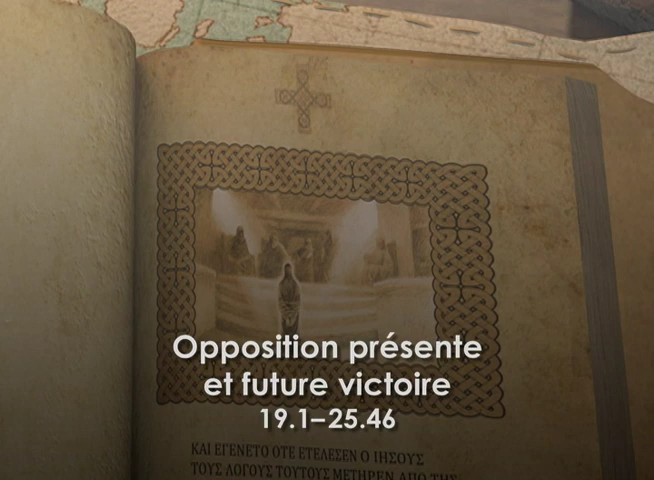 Opposition présente
et future victoire
19.1–25.46
ΚΑΙ ΕΓΕΝΕΤΟ ΟΤΕ ΕΤΕΛΕΣΕΝ Ο ΙΗΣΟΥΣ
ΤΟΥΣ ΛΟΓΟΥΣ ΤΟΥΤΟΥΣ ΜΕΤΗΡΕΝ ΑΠΟ ΤΗΣ